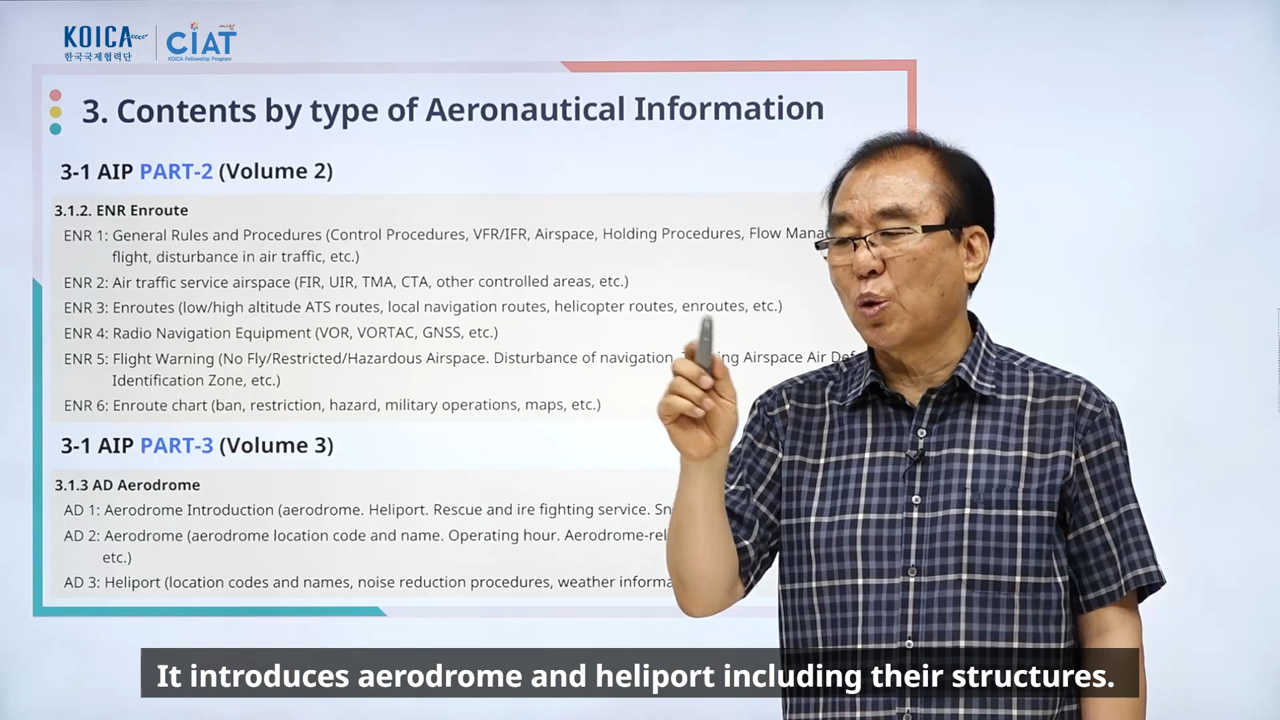 KOICA
한국국제협력단
CIAT
KOICA Fellowship Program
3. Contents by type of Aeronautical Information
3-1 AIP PART-2 (Volume 2)
3.1.2. ENR Enroute
ENR 1: General Rules and Procedures (Control Procedures, VFR/IFR, Airspace, Holding Procedures, Flow
flight, disturbance in air traffic, etc.)
ENR 2: Air traffic service airspace (FIR, UIR, TMA, CTA, other controlled areas, etc.)
ENR 3: Enroutes (low/high altitude ATS routes, local navigation routes, helicopter routes, enroutes, etc.)
ENR 4: Radio Navigation Equipment (VOR, VORTAC, GNSS, etc.)
ENR 5: Flight Warning (No Fly/Restricted/Hazardous Airspace. Disturbance of navigation. Airspace Air
Identification Zone, etc.)
ENR 6: Enroute chart (ban, restriction, hazard, military operations, maps, etc.)
3-1 AIP PART-3 (Volume 3)
3.1.3 AD Aerodrome
AD 1: Aerodrome Introduction (aerodrome. Heliport. Rescue and ire fighting service.
AD 2: Aerodrome (aerodrome location code and name. Operating hour.
etc.)
AD 3: Heliport (location codes and names, noise reduction procedures, weather
It introduces aerodrome and heliport including their structures.